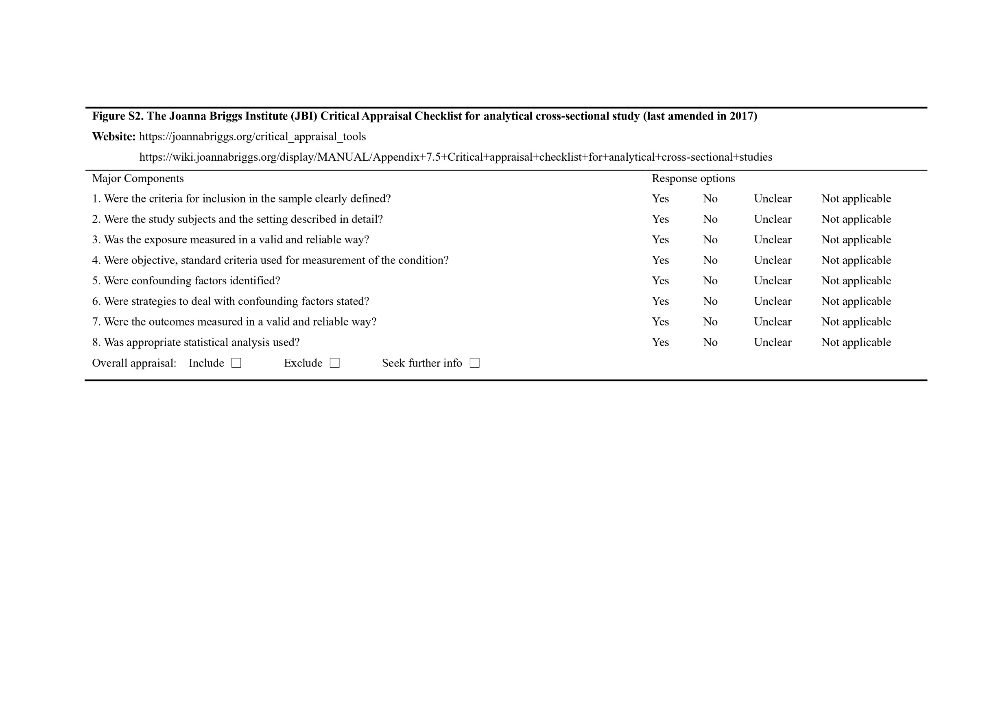 Figure S2. The Joanna Briggs Institute (JBI) Critical Appraisal Checklist for analytical cross-sectional study (last amended in 2017)
Website: https://joannabriggs.org/critical_appraisal_tools
https://wiki.joannabriggs.org/display/MANUAL/Appendix+7.5+Critical+appraisal+checklist+for+analytical+cross-sectional+studies
Major Components Response options
1. Were the criteria for inclusion in the sample clearly defined? Yes No Unclear Not applicable
2. Were the study subjects and the setting described in detail? Yes No Unclear Not applicable
3. Was the exposure measured in a valid and reliable way? Yes No Unclear Not applicable
4. Were objective, standard criteria used for measurement of the condition? Yes No Unclear Not applicable
5. Were confounding factors identified? Yes No Unclear Not applicable
6. Were strategies to deal with confounding factors stated? Yes No Unclear Not applicable
7. Were the outcomes measured in a valid and reliable way? Yes No Unclear Not applicable
8. Was appropriate statistical analysis used? Yes No Unclear Not applicable
Overall appraisal: Include □ Exclude □ Seek further info □